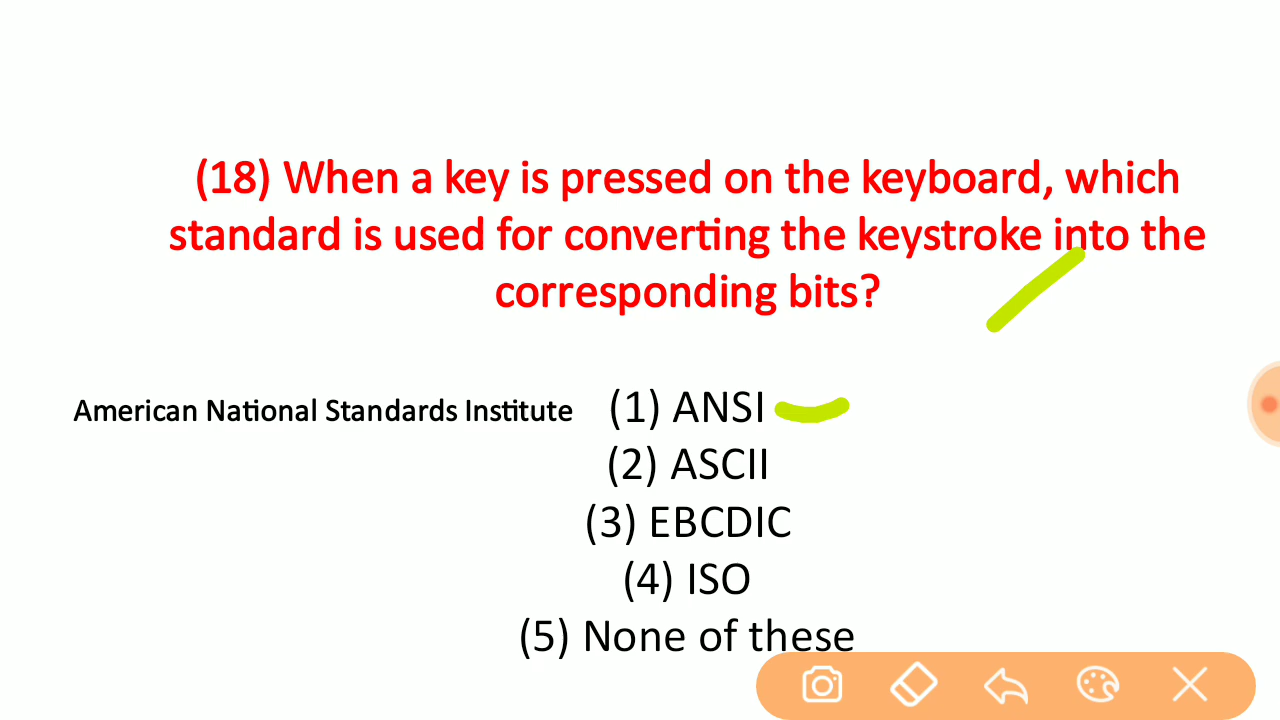 (18) When a key is pressed on the keyboard, which
standard is used for converting the keystroke into the
corresponding bits?
American National Standards Institute (1) ANSI
(2) ASCII
(3) EBCDIC
(4) ISO
(5) None of these